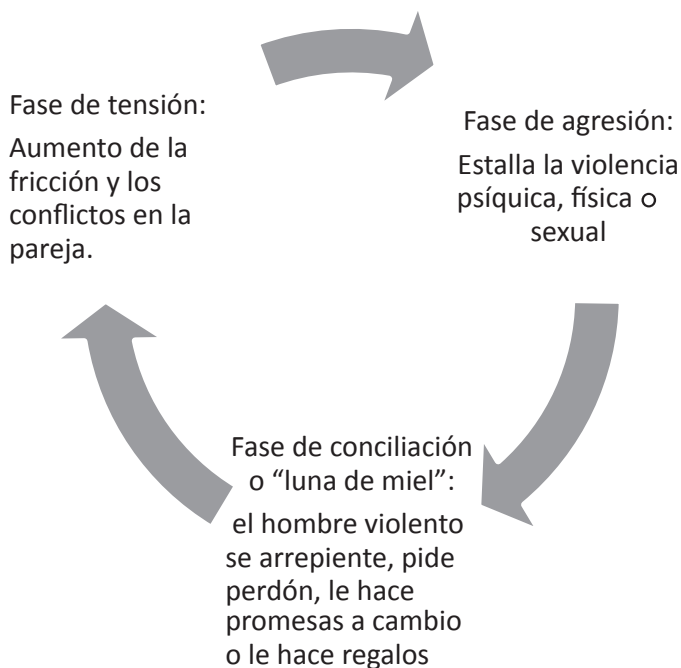 Fase de tensión:
Aumento de la
fricción y los
conflictos en la
pareja.
Fase de agresión:
Estalla la violencia
psíquica, física o
sexual
Fase de conciliación
o “luna de miel”:
el hombre violento
se arrepiente, pide
perdón, le hace
promesas a cambio
o le hace regalos